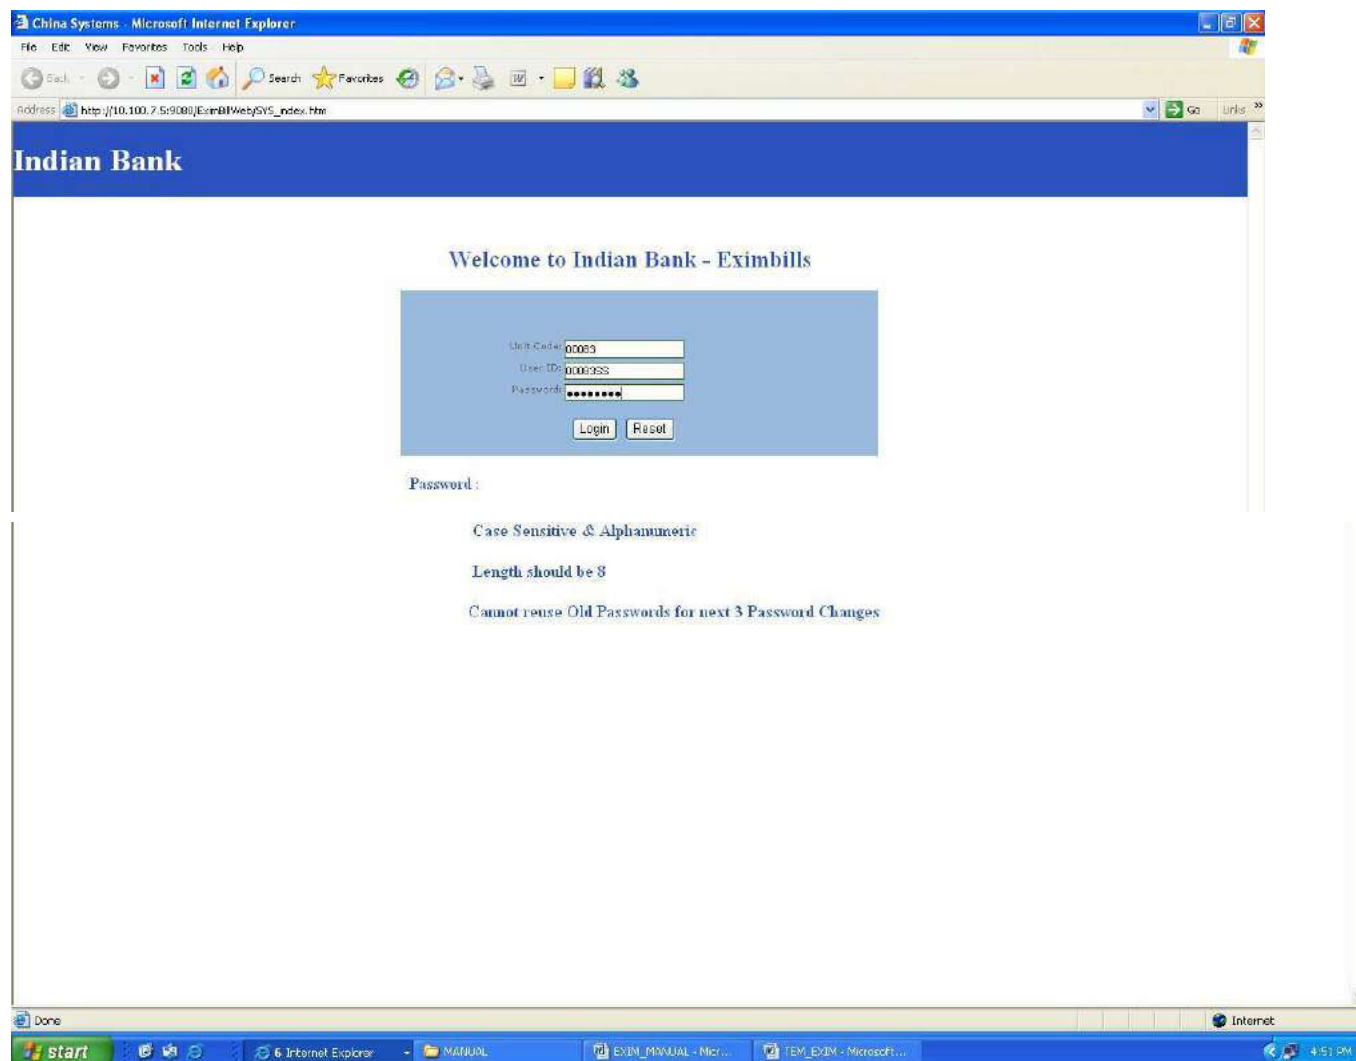 China Systems - Microsoft Internet Explorer
File Edit View Favorites Tools Help
Back Search Favorites
Address http://10.100.7.5:9080/EximBillWeb/SYS_index.htm Go Links »
Indian Bank
Welcome to Indian Bank - Eximbills
Unit Code: 00083
User ID: 00083SS
Password: ••••••••
Login Reset
Password :
Case Sensitive & Alphanumeric
Length should be 8
Cannot reuse Old Passwords for next 3 Password Changes
Done Internet
start 6 Internet Explorer MANUAL EXIM_MANUAL - Micr... TEM_EXIM - Microsoft... 4:51 PM